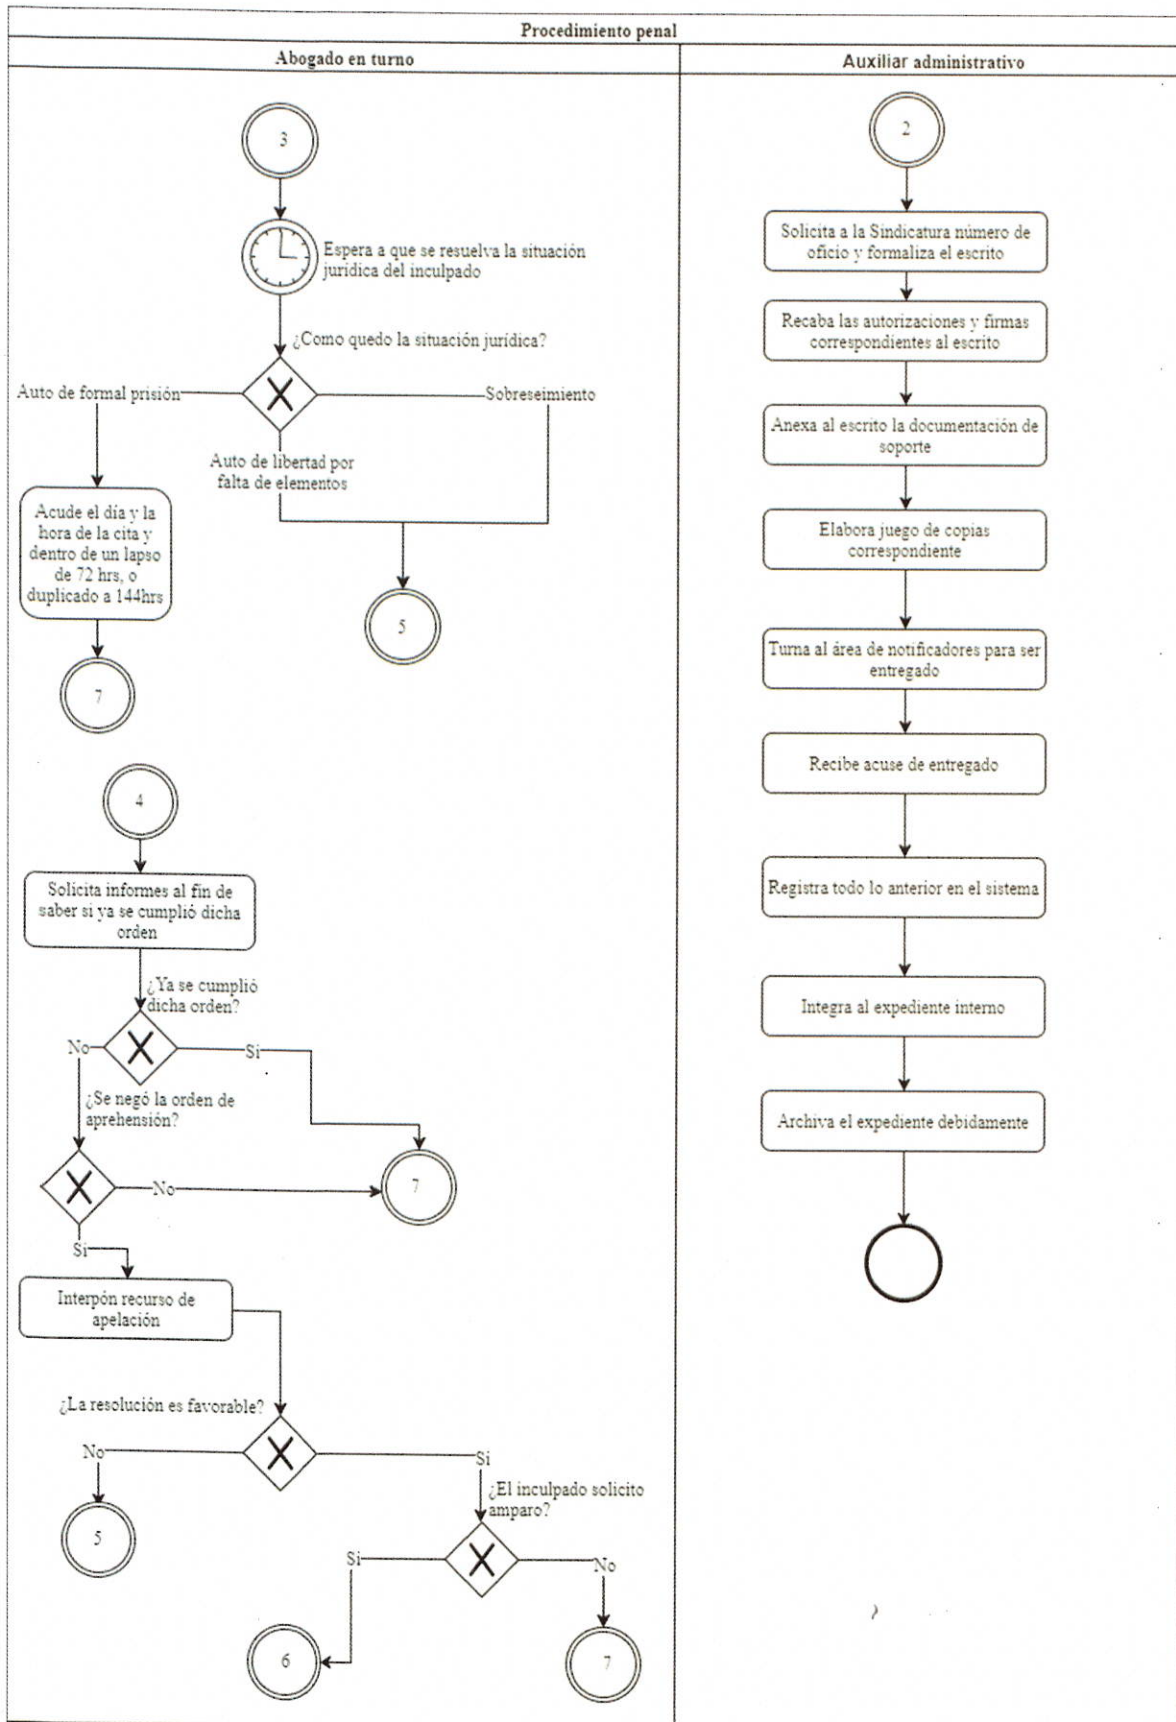 Procedimiento penal
Abogado en turno
3
Espera a que se resuelva la situación
jurídica del inculpado
¿Como quedo la situación jurídica?
Auto de formal prisión
Sobreseimiento
Auto de libertad por
falta de elementos
Acude el día y la
hora de la cita y
dentro de un lapso
de 72 hrs, o
duplicado a 144hrs
5
7
4
Solicita informes al fín de
saber si ya se cumplió dicha
orden
¿Ya se cumplió
dicha orden?
No
Si
¿Se negó la orden de
aprehensión?
No
7
Si
Interpón recurso de
apelación
¿La resolución es favorable?
No
Si
5
¿El inculpado solicito
amparo?
Si
No
6
7
Auxiliar administrativo
2
Solicita a la Sindicatura número de
oficio y formaliza el escrito
Recaba las autorizaciones y firmas
correspondientes al escrito
Anexa al escrito la documentación de
soporte
Elabora juego de copias
correspondiente
Turna al área de notificadores para ser
entregado
Recibe acuse de entregado
Registra todo lo anterior en el sistema
Integra al expediente interno
Archiva el expediente debidamente